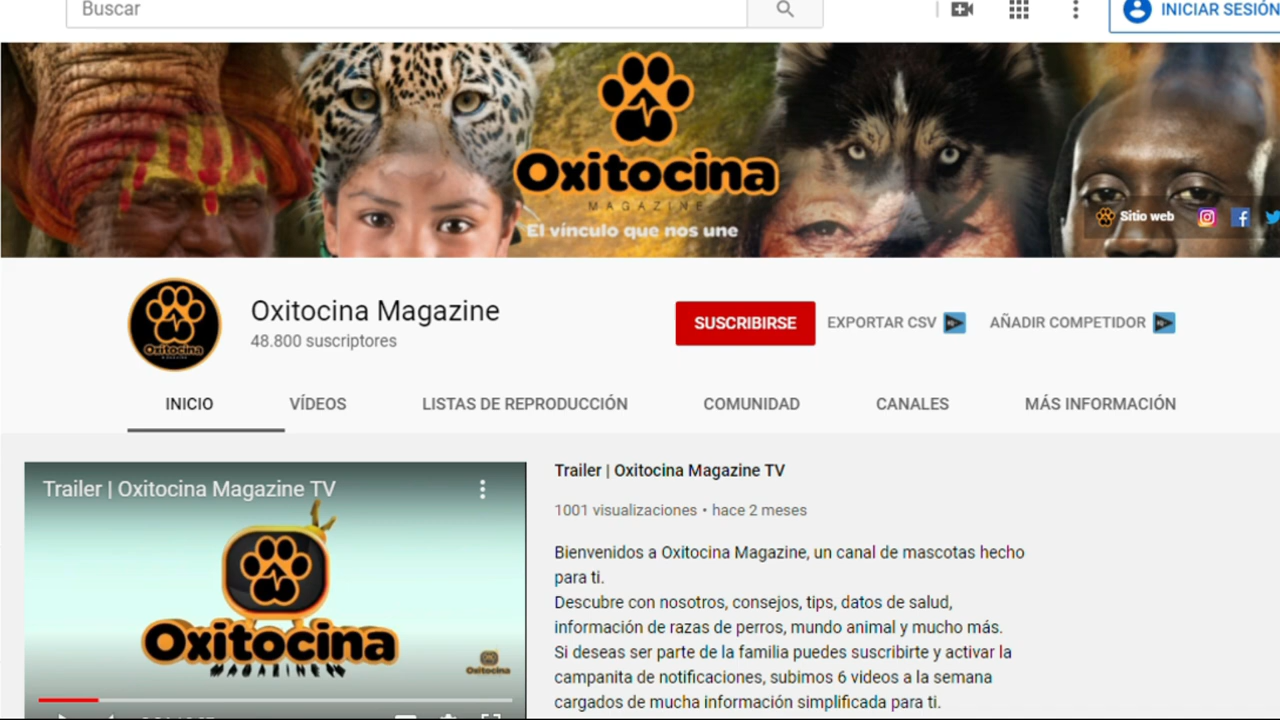 Buscar
INICIAR SESIÓN
Oxitocina
MAGAZINE
El vínculo que nos une
Sitio web
Oxitocina
Oxitocina Magazine
48.800 suscriptores
SUSCRIBIRSE
EXPORTAR CSV
AÑADIR COMPETIDOR
INICIO
VÍDEOS
LISTAS DE REPRODUCCIÓN
COMUNIDAD
CANALES
MÁS INFORMACIÓN
Trailer | Oxitocina Magazine TV
Oxitocina
Oxitocina
Trailer | Oxitocina Magazine TV
1001 visualizaciones • hace 2 meses
Bienvenidos a Oxitocina Magazine, un canal de mascotas hecho
para ti.
Descubre con nosotros, consejos, tips, datos de salud,
información de razas de perros, mundo animal y mucho más.
Si deseas ser parte de la familia puedes suscribirte y activar la
campanita de notificaciones, subimos 6 videos a la semana
cargados de mucha información simplificada para ti.